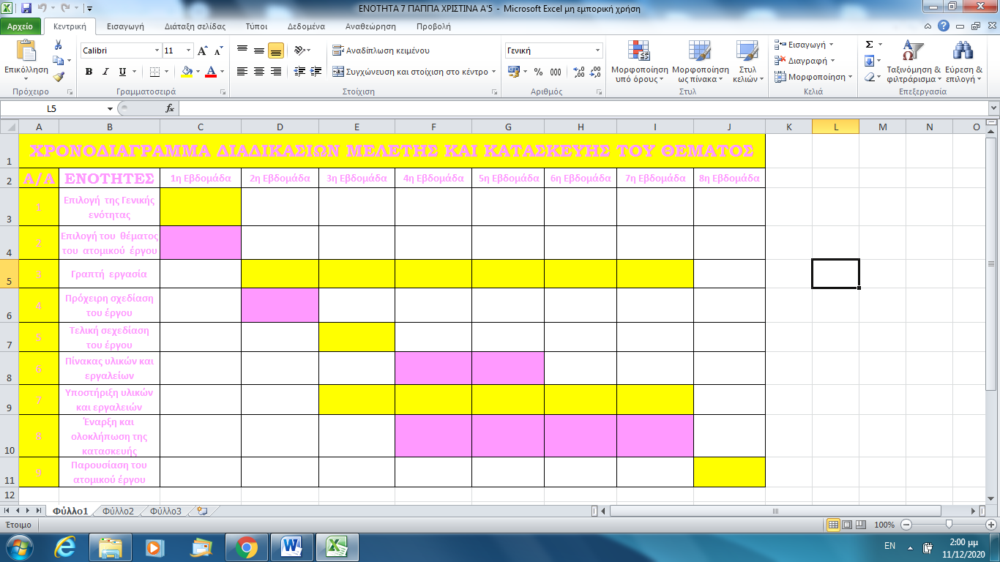 ΕΝΟΤΗΤΑ 7 ΠΑΠΠΑ ΧΡΙΣΤΙΝΑ Α'5 - Microsoft Excel μη εμπορική χρήση
Αρχείο Κεντρική Εισαγωγή Διάταξη σελίδας Τύποι Δεδομένα Αναθεώρηση Προβολή
Επικόλληση
Πρόχειρο
Calibri 11
B I U
Γραμματοσειρά
Αναδίπλωση κειμένου
Συγχώνευση και στοίχιση στο κέντρο
Στοίχιση
Γενική
% 000
Αριθμός
Μορφοποίηση υπό όρους
Μορφοποίηση ως πίνακα
Στυλ κελιών
Στυλ
Εισαγωγή
Διαγραφή
Μορφοποίηση
Κελιά
Σ
Ταξινόμηση & φιλτράρισμα
Εύρεση & επιλογή
Επεξεργασία
L5 fx
A B C D E F G H I J K L M N O
1 ΧΡΟΝΟΔΙΑΓΡΑΜΜΑ ΔΙΑΔΙΚΑΣΙΩΝ ΜΕΛΕΤΗΣ ΚΑΙ ΚΑΤΑΣΚΕΥΗΣ ΤΟΥ ΘΕΜΑΤΟΣ
2 Α/Α ΕΝΟΤΗΤΕΣ 1η Εβδομάδα 2η Εβδομάδα 3η Εβδομάδα 4η Εβδομάδα 5η Εβδομάδα 6η Εβδομάδα 7η Εβδομάδα 8η Εβδομάδα
3 1 Επιλογή της Γενικής
ενότητας
4 2 Επιλογή του θέματος
του ατομικού έργου
5 3 Γραπτή εργασία
6 4 Πρόχειρη σχεδίαση
του έργου
7 5 Τελική σεχεδίαση
του έργου
8 6 Πίνακας υλικών και
εργαλείων
9 7 Υποστήριξη υλικών
και εργαλειών
10 8 Έναρξη και
ολοκλήπωση της
κατασκευής
11 9 Παρουσίαση του
ατομικού έργου
12
Φύλλο1 Φύλλο2 Φύλλο3
Έτοιμο 100%
EN 2:00 μμ
11/12/2020